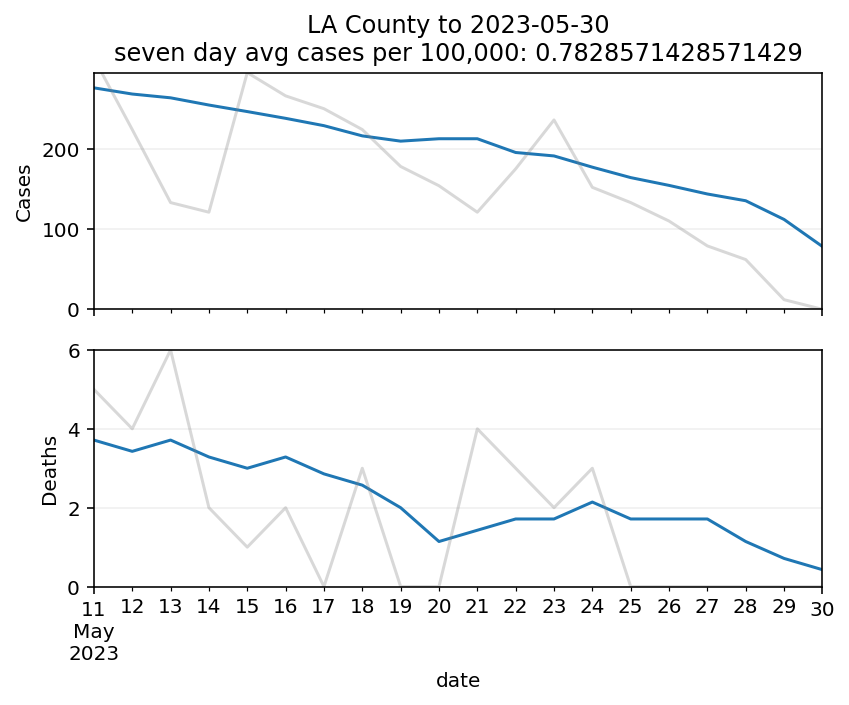 LA County to 2023-05-30
seven day avg cases per 100,000: 0.7828571428571429
Cases
200
100
0
Deaths
6
4
2
0
11 12 13 14 15 16 17 18 19 20 21 22 23 24 25 26 27 28 29 30
May
2023
date